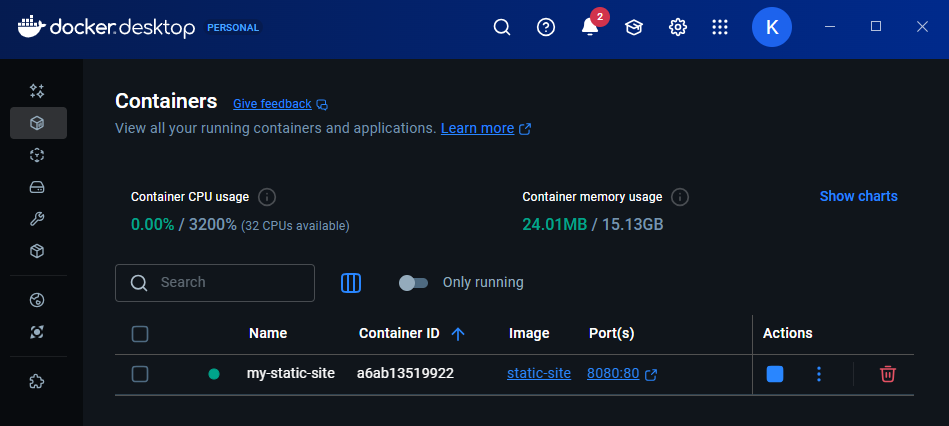 docker.desktop PERSONAL 2 K
Containers Give feedback
View all your running containers and applications. Learn more
Container CPU usage Container memory usage Show charts
0.00% / 3200% (32 CPUs available) 24.01MB / 15.13GB
Search Only running
Name Container ID Image Port(s) Actions
my-static-site a6ab13519922 static-site 8080:80